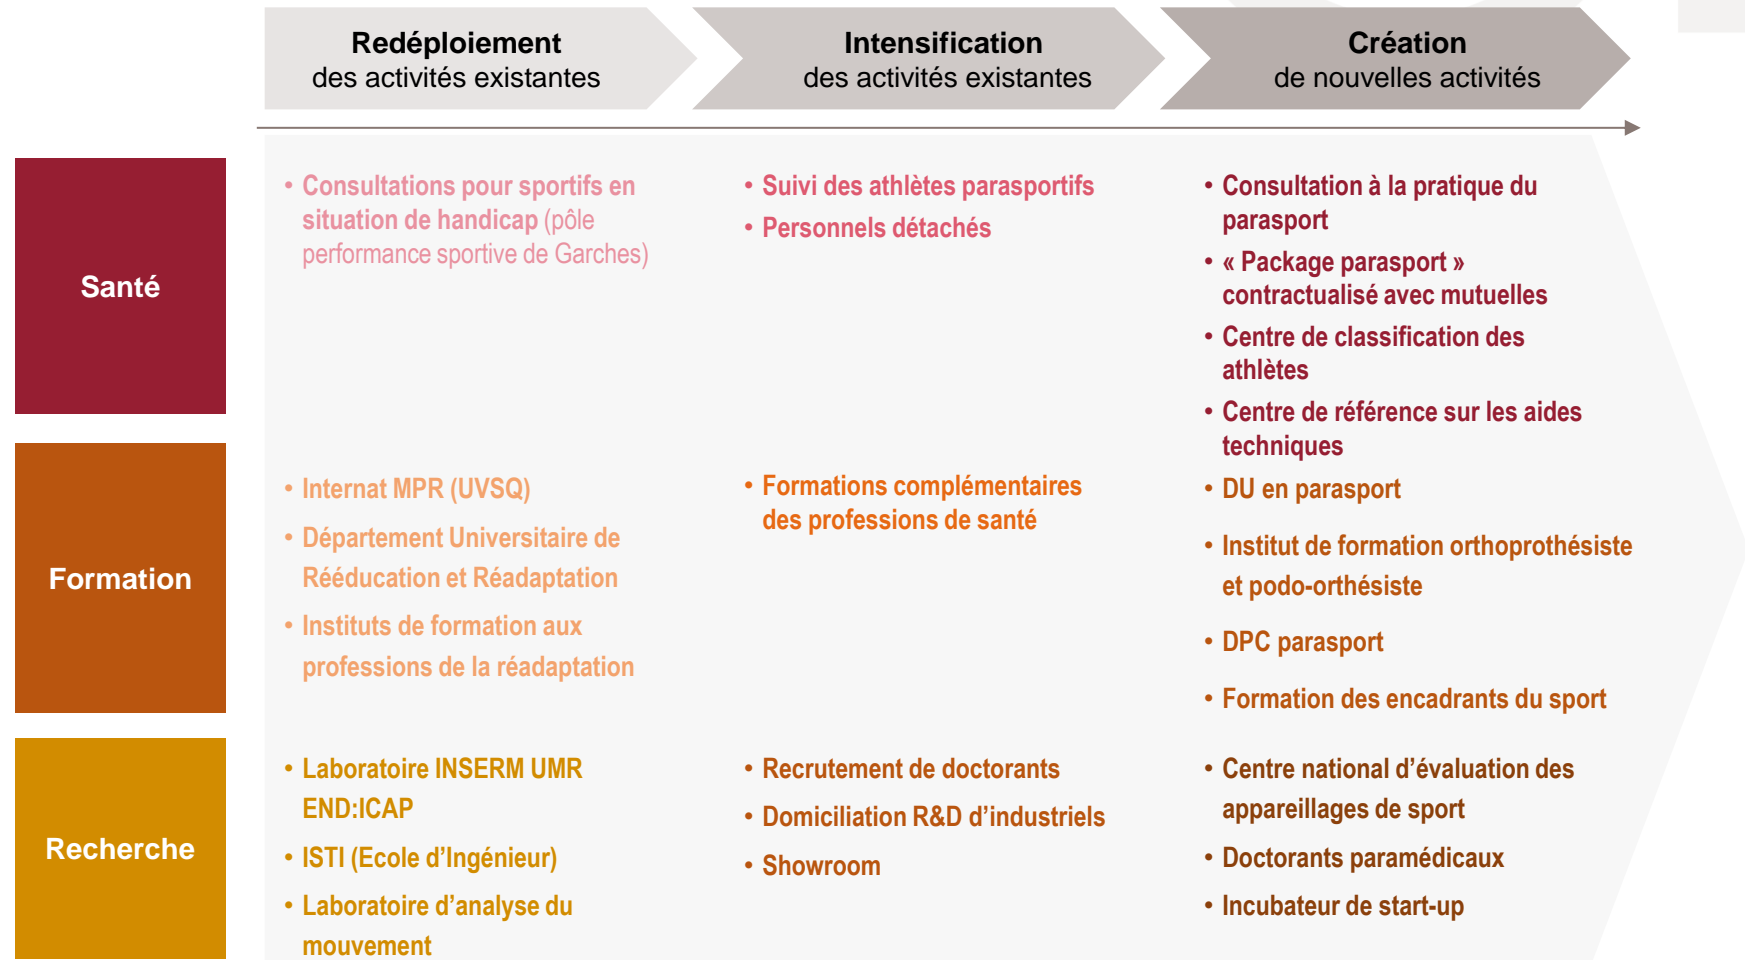 Redéploiement
des activités existantes
Intensification
des activités existantes
Création
de nouvelles activités
Santé
• Consultations pour sportifs en
situation de handicap (pôle
performance sportive de Garches)
• Suivi des athlètes parasportifs
• Personnels détachés
• Consultation à la pratique du
parasport
• « Package parasport »
contractualisé avec mutuelles
• Centre de classification des
athlètes
• Centre de référence sur les aides
techniques
Formation
• Internat MPR (UVSQ)
• Département Universitaire de
Rééducation et Réadaptation
• Instituts de formation aux
professions de la réadaptation
• Formations complémentaires
des professions de santé
• DU en parasport
• Institut de formation orthoprothésiste
et podo-orthésiste
• DPC parasport
• Formation des encadrants du sport
Recherche
• Laboratoire INSERM UMR
END:ICAP
• ISTI (Ecole d’Ingénieur)
• Laboratoire d’analyse du
mouvement
• Recrutement de doctorants
• Domiciliation R&D d’industriels
• Showroom
• Centre national d’évaluation des
appareillages de sport
• Doctorants paramédicaux
• Incubateur de start-up